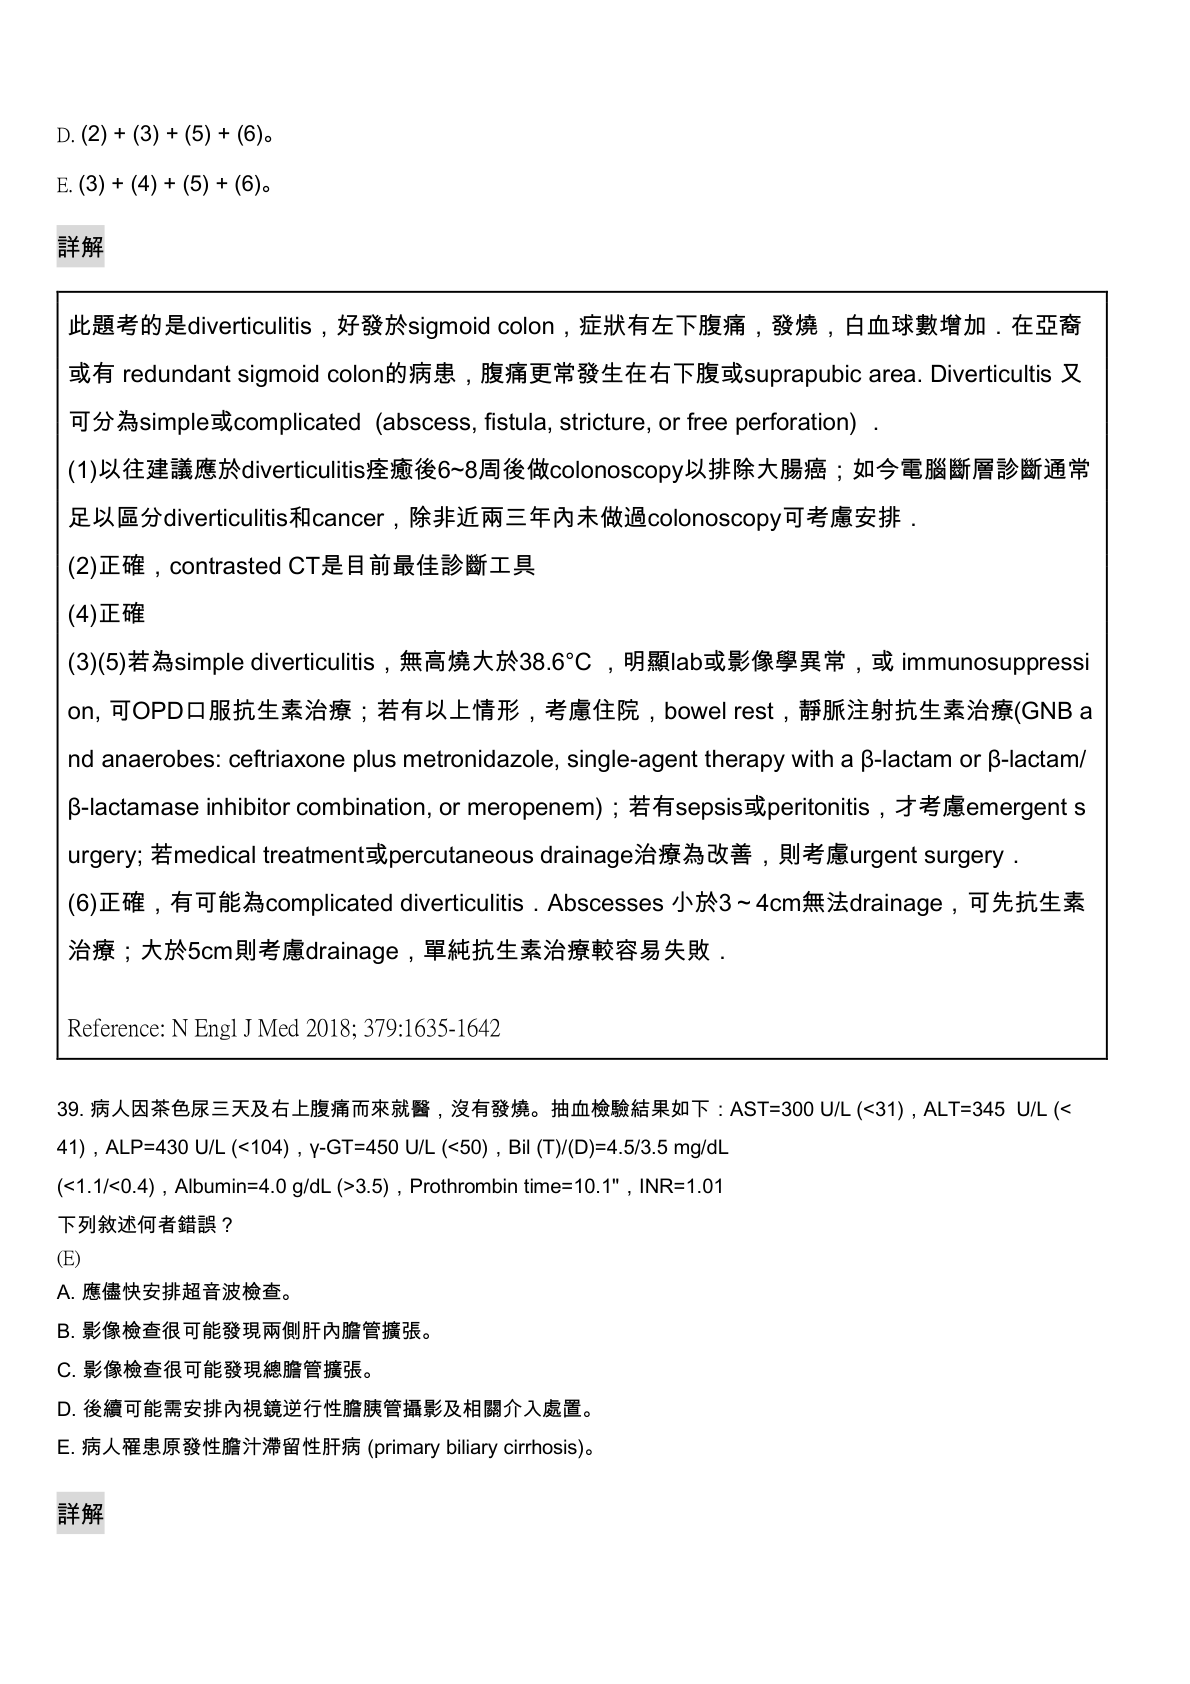 D. (2) + (3) + (5) + (6)。
E. (3) + (4) + (5) + (6)。
詳解
此題考的是diverticulitis，好發於sigmoid colon，症狀有左下腹痛，發燒，白血球數增加．在亞裔
或有 redundant sigmoid colon的病患，腹痛更常發生在右下腹或suprapubic area. Diverticultis 又
可分為simple或complicated（abscess, fistula, stricture, or free perforation）．
(1)以往建議應於diverticulitis痊癒後6~8周後做colonoscopy以排除大腸癌；如今電腦斷層診斷通常
足以區分diverticulitis和cancer，除非近兩三年內未做過colonoscopy可考慮安排．
(2)正確，contrasted CT是目前最佳診斷工具
(4)正確
(3)(5)若為simple diverticulitis，無高燒大於38.6°C ，明顯lab或影像學異常，或 immunosuppressi
on, 可OPD口服抗生素治療；若有以上情形，考慮住院，bowel rest，靜脈注射抗生素治療(GNB a
nd anaerobes: ceftriaxone plus metronidazole, single-agent therapy with a β-lactam or β-lactam/
β-lactamase inhibitor combination, or meropenem)；若有sepsis或peritonitis，才考慮emergent s
urgery; 若medical treatment或percutaneous drainage治療為改善，則考慮urgent surgery．
(6)正確，有可能為complicated diverticulitis．Abscesses 小於3～4cm無法drainage，可先抗生素
治療；大於5cm則考慮drainage，單純抗生素治療較容易失敗．
Reference: N Engl J Med 2018; 379:1635-1642
39. 病人因茶色尿三天及右上腹痛而來就醫，沒有發燒。抽血檢驗結果如下：AST=300 U/L (<31)，ALT=345 U/L (<
41)，ALP=430 U/L (<104)，γ-GT=450 U/L (<50)，Bil (T)/(D)=4.5/3.5 mg/dL
(<1.1/<0.4)，Albumin=4.0 g/dL (>3.5)，Prothrombin time=10.1"，INR=1.01
下列敘述何者錯誤？
(E)
A. 應儘快安排超音波檢查。
B. 影像檢查很可能發現兩側肝內膽管擴張。
C. 影像檢查很可能發現總膽管擴張。
D. 後續可能需安排內視鏡逆行性膽胰管攝影及相關介入處置。
E. 病人罹患原發性膽汁滯留性肝病 (primary biliary cirrhosis)。
詳解